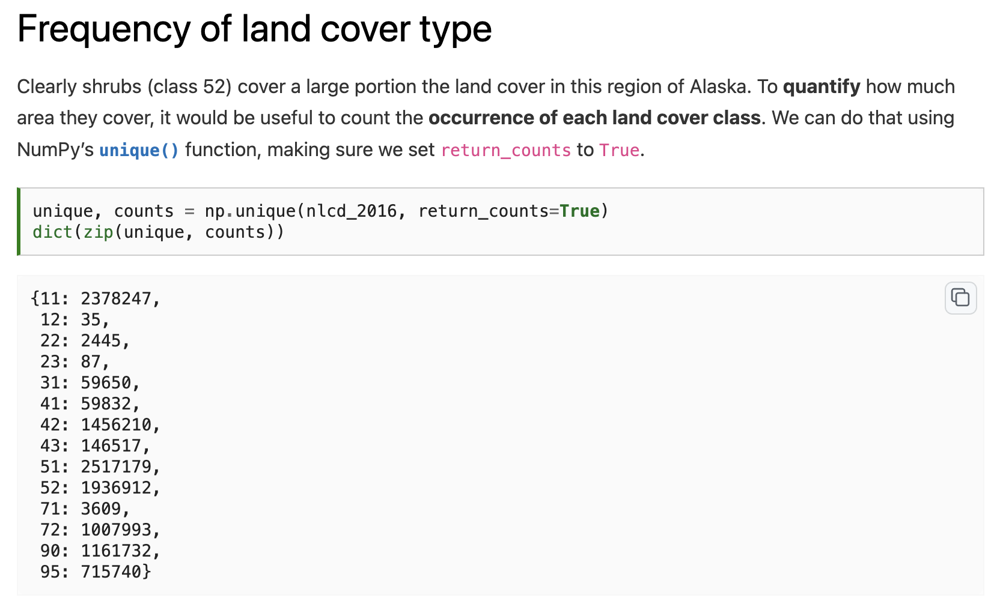 Frequency of land cover type
Clearly shrubs (class 52) cover a large portion the land cover in this region of Alaska. To quantify how much
area they cover, it would be useful to count the occurrence of each land cover class. We can do that using
NumPy’s unique() function, making sure we set return_counts to True.
unique, counts = np.unique(nlcd_2016, return_counts=True)
dict(zip(unique, counts))
{11: 2378247,
12: 35,
22: 2445,
23: 87,
31: 59650,
41: 59832,
42: 1456210,
43: 146517,
51: 2517179,
52: 1936912,
71: 3609,
72: 1007993,
90: 1161732,
95: 715740}